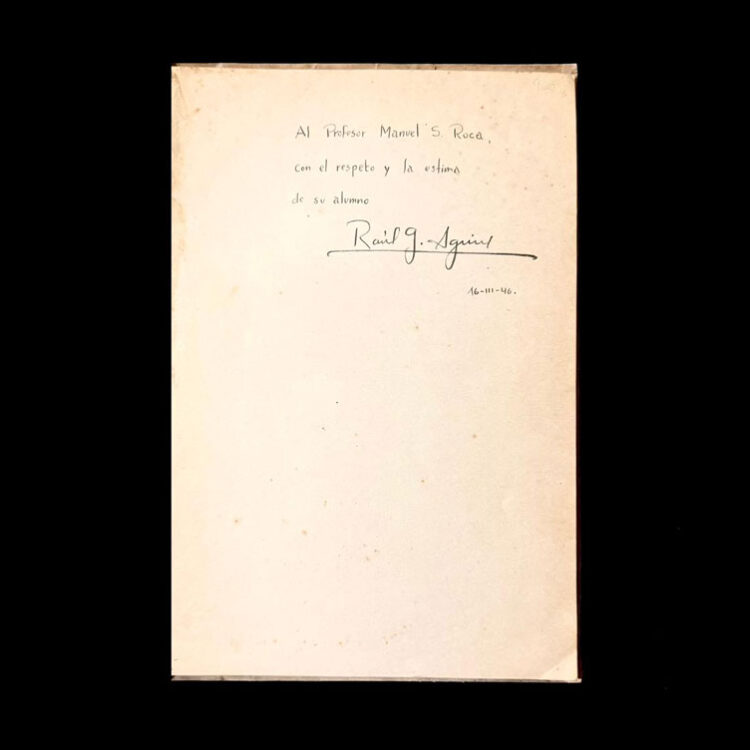 Al Profesor Manuel S. Roca,
con el respeto y la estima
de su alumno
Raúl G. Aguirre
16-III-46.